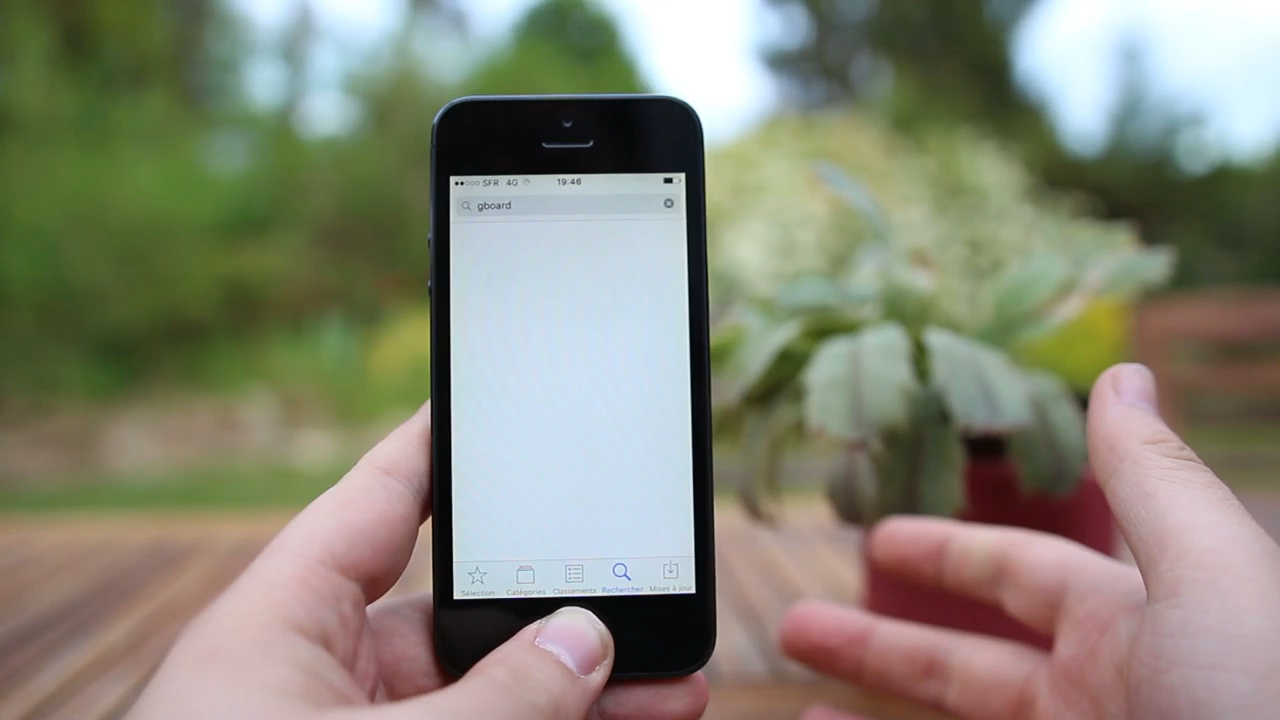 SFR 4G 19:46
gboard
Sélection Catégories Classements Rechercher Mises à jour